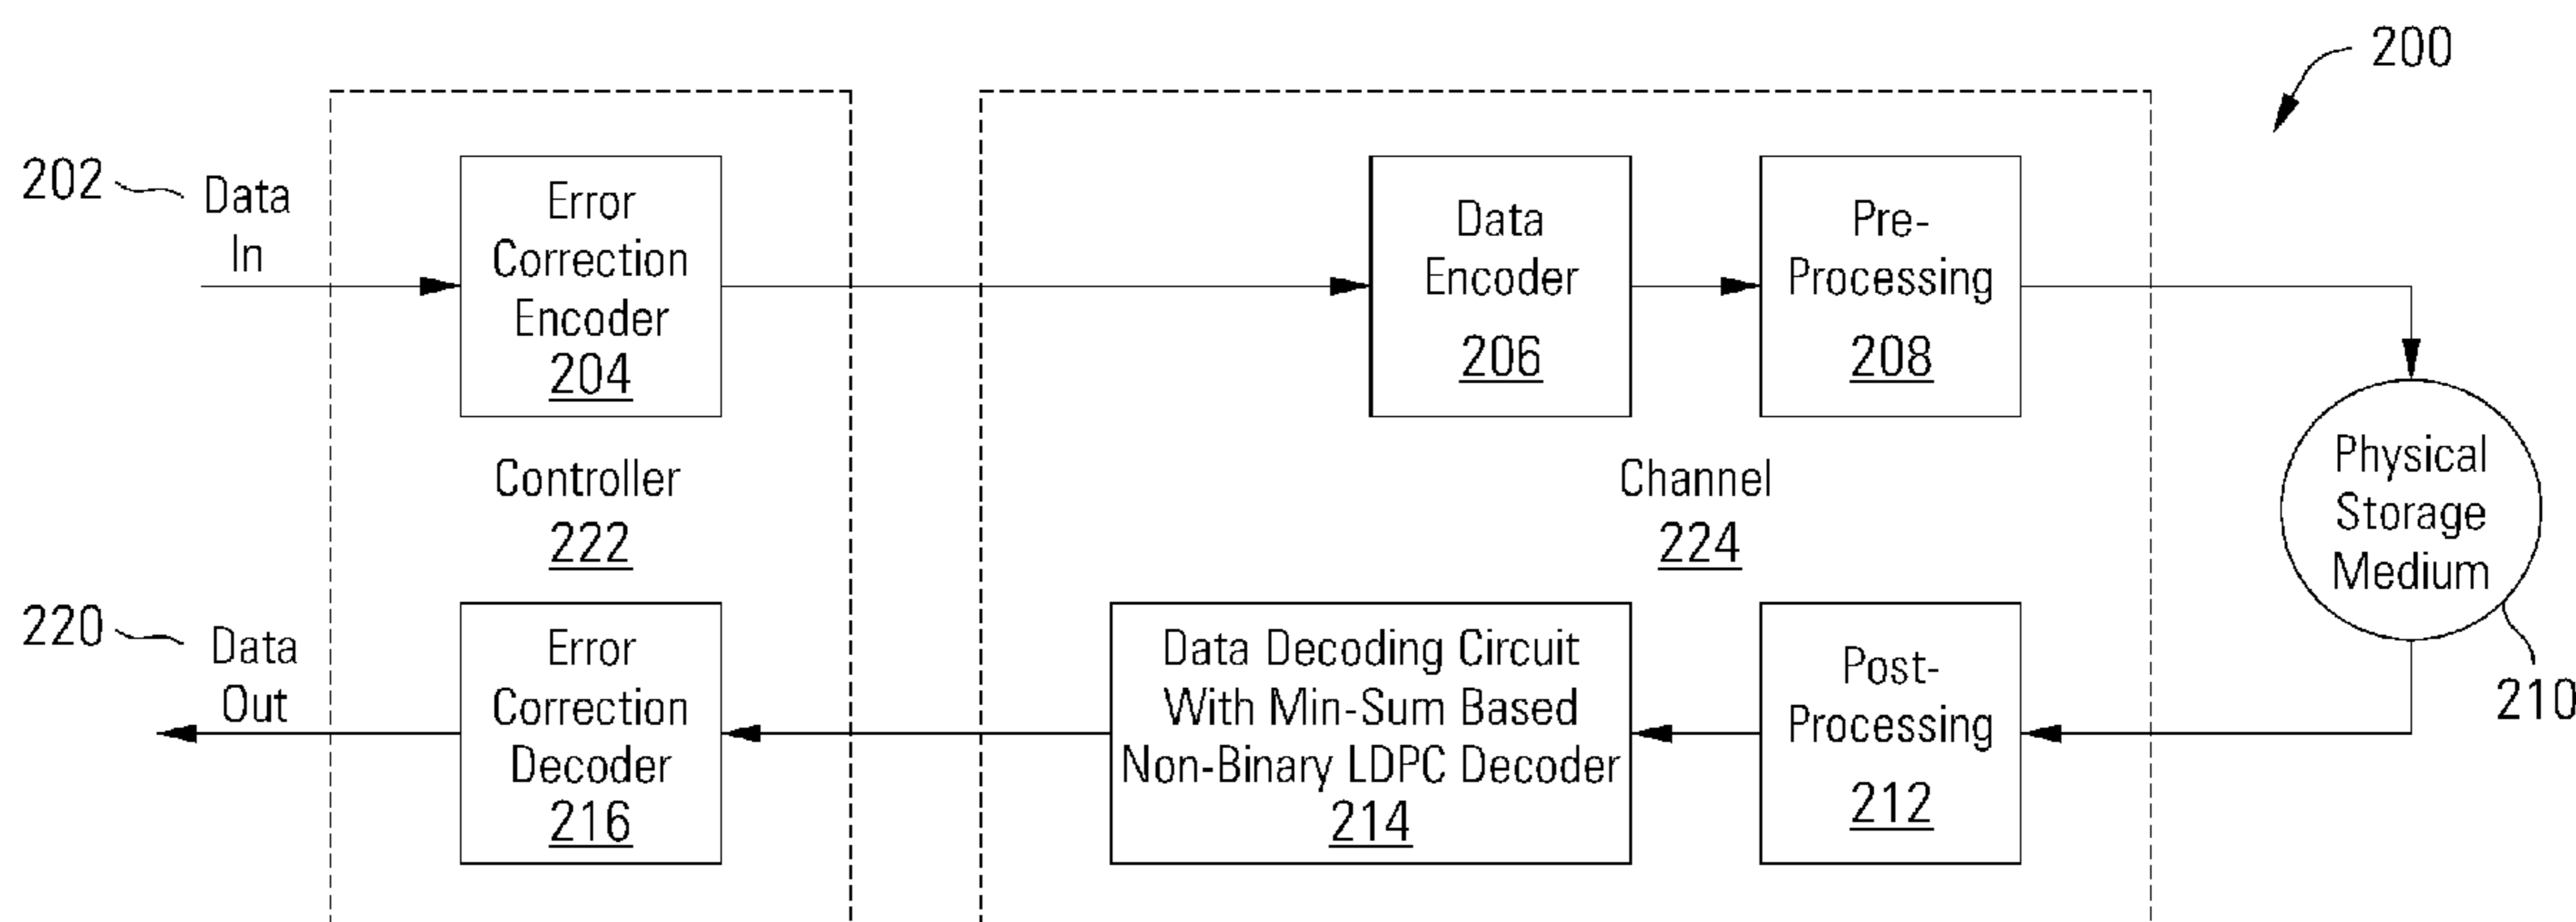 200
202
Data
In
Error
Correction
Encoder
204
Data
Encoder
206
Pre-
Processing
208
Controller
222
Channel
224
Physical
Storage
Medium
210
220
Data
Out
Error
Correction
Decoder
216
Data Decoding Circuit
With Min-Sum Based
Non-Binary LDPC Decoder
214
Post-
Processing
212